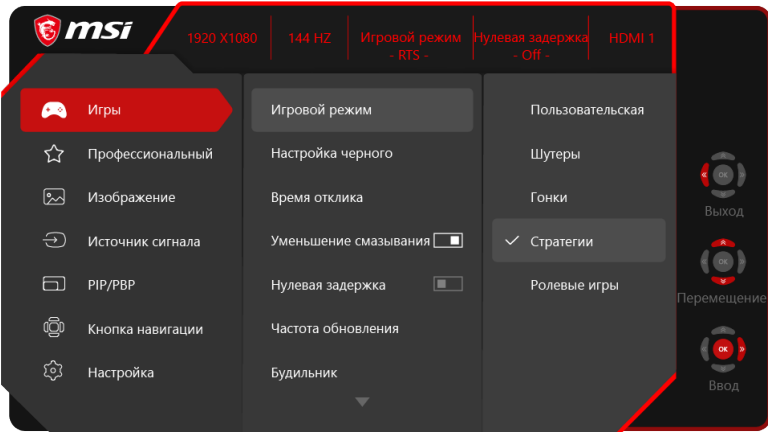 msi
1920 X1080
144 HZ
Игровой режим
- RTS -
Нулевая задержка
- Off -
HDMI 1
Игры
Профессиональный
Изображение
Источник сигнала
PIP/PBP
Кнопка навигации
Настройка
Игровой режим
Настройка черного
Время отклика
Уменьшение смазывания
Нулевая задержка
Частота обновления
Будильник
Пользовательская
Шутеры
Гонки
Стратегии
Ролевые игры
OK
Выход
OK
Перемещение
OK
Ввод